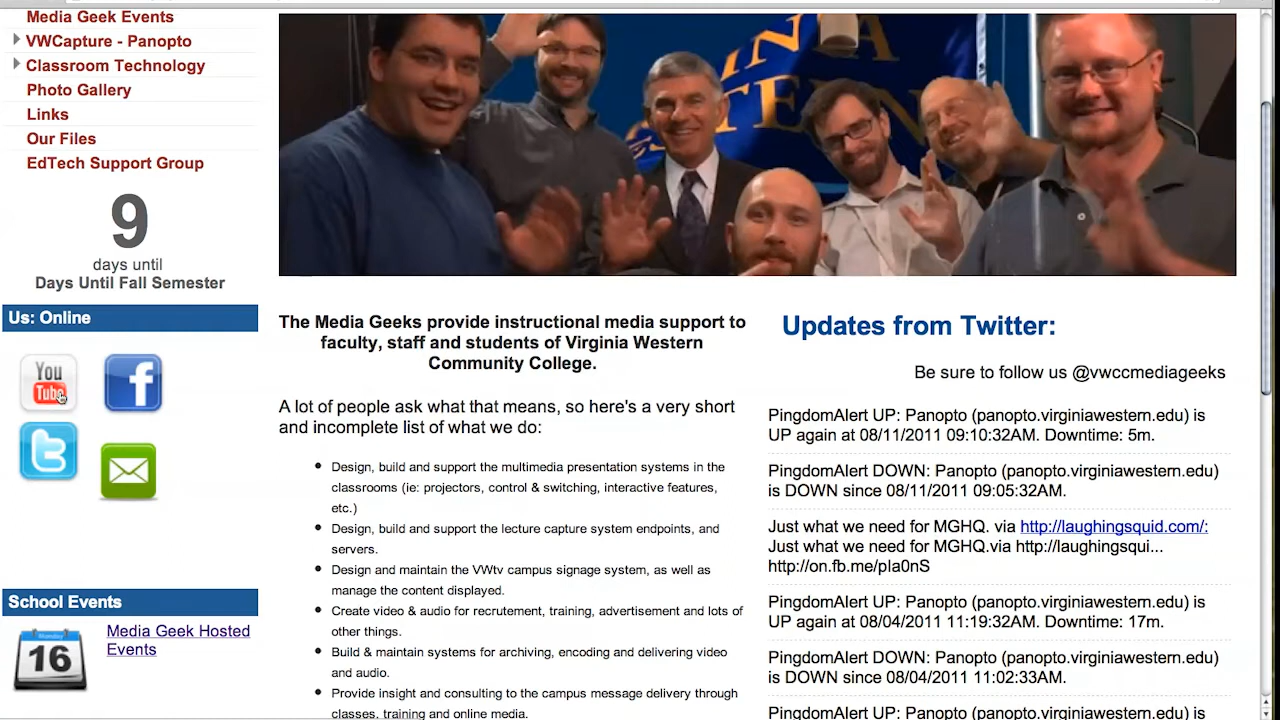 Media Geek Events
VWCapture - Panopto
Classroom Technology
Photo Gallery
Links
Our Files
EdTech Support Group
9
days until
Days Until Fall Semester
Us: Online
You
Tube
f
t
School Events
Monday
16
Media Geek Hosted
Events
INIA
STERN
The Media Geeks provide instructional media support to
faculty, staff and students of Virginia Western
Community College.
A lot of people ask what that means, so here's a very short
and incomplete list of what we do:
Design, build and support the multimedia presentation systems in the
classrooms (ie: projectors, control & switching, interactive features,
etc.)
Design, build and support the lecture capture system endpoints, and
servers.
Design and maintain the VWtv campus signage system, as well as
manage the content displayed.
Create video & audio for recrutement, training, advertisement and lots of
other things.
Build & maintain systems for archiving, encoding and delivering video
and audio.
Provide insight and consulting to the campus message delivery through
classes, training and online media.
Updates from Twitter:
Be sure to follow us @vwccmediageeks
PingdomAlert UP: Panopto (panopto.virginiawestern.edu) is
UP again at 08/11/2011 09:10:32AM. Downtime: 5m.
PingdomAlert DOWN: Panopto (panopto.virginiawestern.edu)
is DOWN since 08/11/2011 09:05:32AM.
Just what we need for MGHQ. via http://laughingsquid.com/:
Just what we need for MGHQ.via http://laughingsqui...
http://on.fb.me/pIa0nS
PingdomAlert UP: Panopto (panopto.virginiawestern.edu) is
UP again at 08/04/2011 11:19:32AM. Downtime: 17m.
PingdomAlert DOWN: Panopto (panopto.virginiawestern.edu)
is DOWN since 08/04/2011 11:02:33AM.
PingdomAlert UP: Panopto (panopto.virginiawestern.edu) is